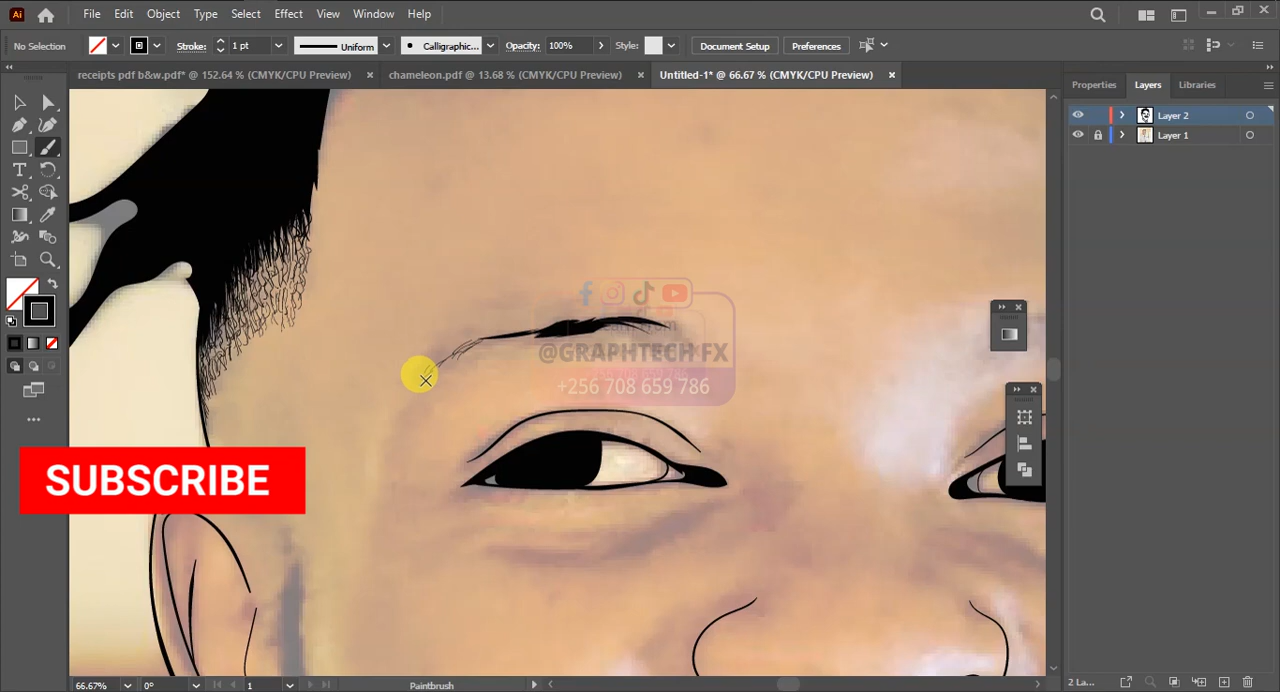 Ai File Edit Object Type Select Effect View Window Help
No Selection Stroke: 1 pt Uniform Calligraphic... Opacity: 100% Style: Document Setup Preferences
receipts pdf b&w.pdf* @ 152.64 % (CMYK/CPU Preview) chameleon.pdf @ 13.68 % (CMYK/CPU Preview) Untitled-1* @ 66.67 % (CMYK/CPU Preview)
Properties Layers Libraries
Layer 2
Layer 1
@GRAPHTECH FX
+256 708 659 786
SUBSCRIBE
66.67% 0° 1 Paintbrush 2 La...